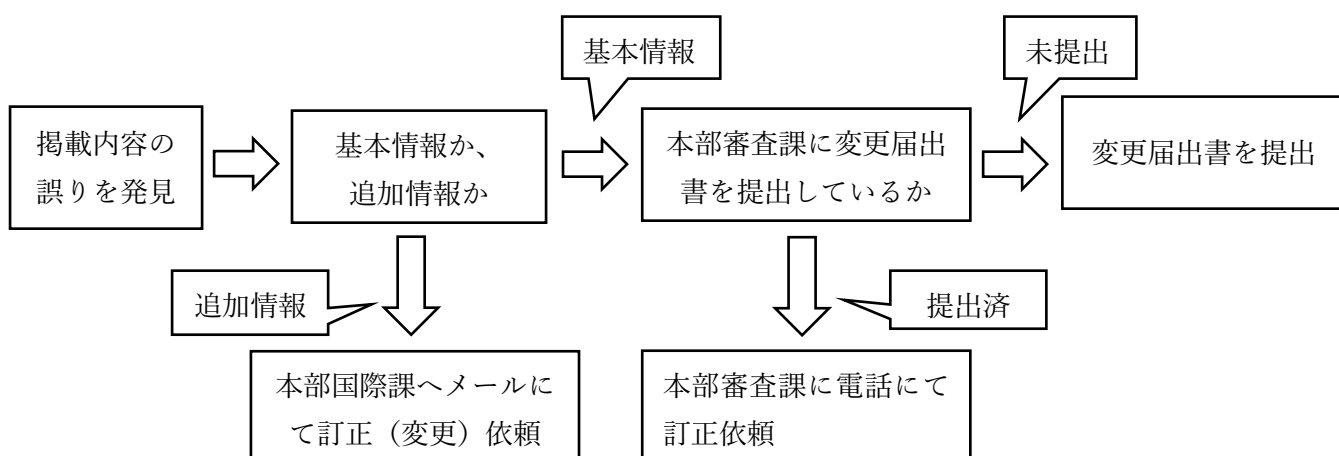 基本情報
未提出
掲載内容の
誤りを発見
基本情報か、
追加情報か
本部審査課に変更届出
書を提出しているか
変更届出書を提出
追加情報
提出済
本部国際課へメールに
て訂正（変更）依頼
本部審査課に電話にて
訂正依頼